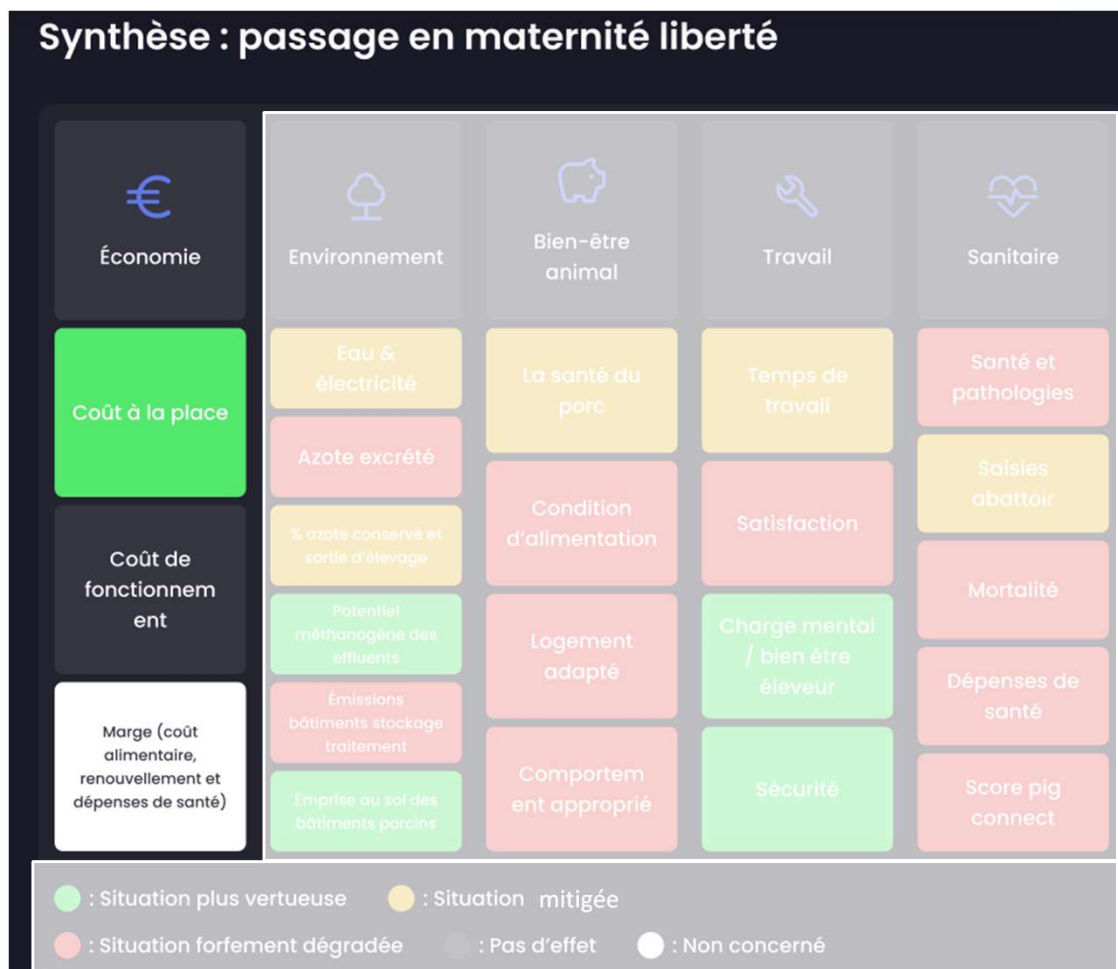 Synthèse : passage en maternité liberté
Économie
Environnement
Bien-être
animal
Travail
Sanitaire
Coût à la place
Coût de
fonctionnem
ent
Marge (coût
alimentaire,
renouvellement et
dépenses de santé)
Eau &
électricité
Azote excrété
% azote conservé et
sortie d'élevage
Potentiel
méthanogène des
effluents
Émissions
bâtiments stockage
traitement
Emprise au sol des
bâtiments porcins
La santé du
porc
Condition
d'alimentation
Logement
adapté
Comportem
ent approprié
Temps de
travail
Satisfaction
Charge mental
/ bien être
éleveur
Sécurité
Santé et
pathologies
Saisies
abattoir
Mortalité
Dépenses de
santé
Score pig
connect
: Situation plus vertueuse : Situation mitigée
: Situation forfement dégradée : Pas d'effet : Non concerné